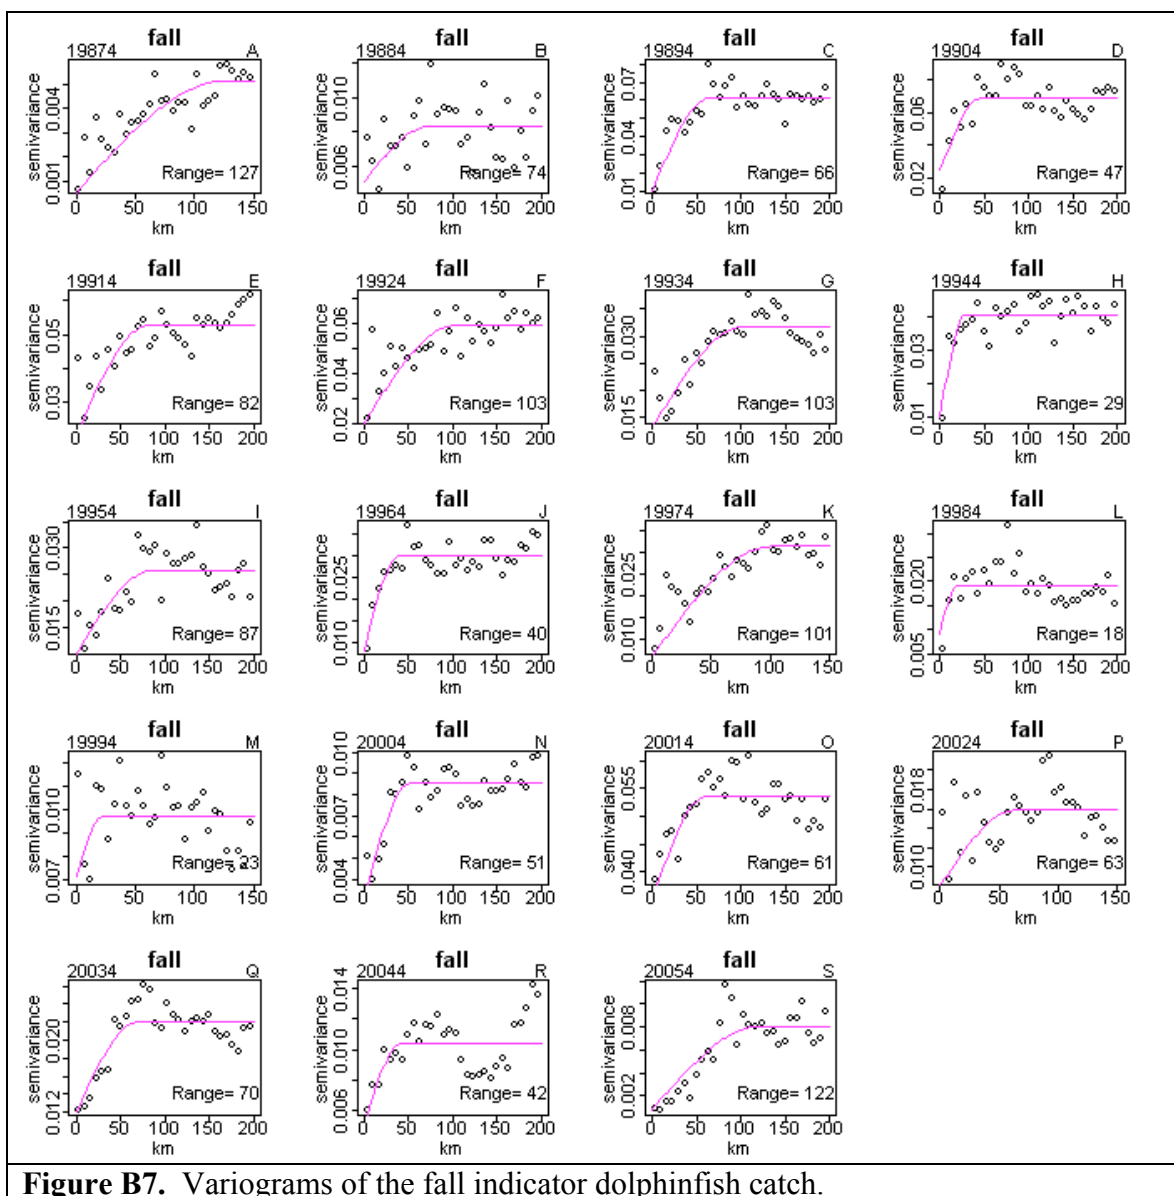 fall
19874 A
semivariance
0.004
0.001
Range= 127
0 50 100 150
km
fall
19884 B
semivariance
0.010
0.006
Range= 74
0 50 100 150 200
km
fall
19894 C
semivariance
0.07
0.04
0.01
Range= 66
0 50 100 150 200
km
fall
19904 D
semivariance
0.06
0.02
Range= 47
0 50 100 150 200
km
fall
19914 E
semivariance
0.05
0.03
Range= 82
0 50 100 150 200
km
fall
19924 F
semivariance
0.06
0.04
0.02
Range= 103
0 50 100 150 200
km
fall
19934 G
semivariance
0.030
0.015
Range= 103
0 50 100 150 200
km
fall
19944 H
semivariance
0.03
0.01
Range= 29
0 50 100 150 200
km
fall
19954 I
semivariance
0.030
0.015
Range= 87
0 50 100 150 200
km
fall
19964 J
semivariance
0.025
0.010
Range= 40
0 50 100 150 200
km
fall
19974 K
semivariance
0.025
0.010
Range= 101
0 50 100 150
km
fall
19984 L
semivariance
0.020
0.005
Range= 18
0 50 100 150 200
km
fall
19994 M
semivariance
0.010
0.007
Range= 23
0 50 100 150
km
fall
20004 N
semivariance
0.010
0.007
0.004
Range= 51
0 50 100 150 200
km
fall
20014 O
semivariance
0.055
0.040
Range= 61
0 50 100 150 200
km
fall
20024 P
semivariance
0.018
0.010
Range= 63
0 50 100 150
km
fall
20034 Q
semivariance
0.020
0.012
Range= 70
0 50 100 150 200
km
fall
20044 R
semivariance
0.014
0.010
0.006
Range= 42
0 50 100 150 200
km
fall
20054 S
semivariance
0.008
0.002
Range= 122
0 50 100 150 200
km
Figure B7. Variograms of the fall indicator dolphinfish catch.